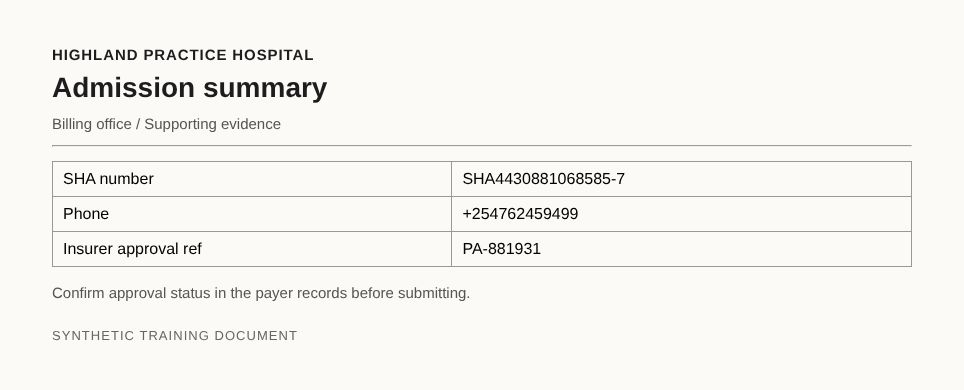 HIGHLAND PRACTICE HOSPITAL
Admission summary
Billing office / Supporting evidence
SHA number SHA4430881068585-7
Phone +254762459499
Insurer approval ref PA-881931
Confirm approval status in the payer records before submitting.
SYNTHETIC TRAINING DOCUMENT